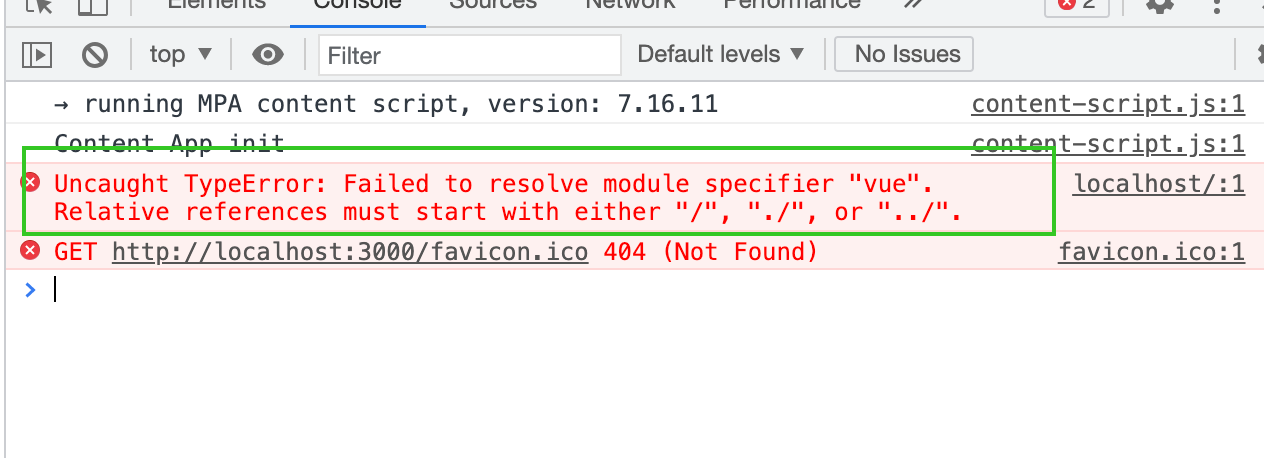 Elements Console Sources Network Performance » 2
top ▼ Filter Default levels ▼ No Issues
→ running MPA content script, version: 7.16.11 content-script.js:1
Content App init content-script.js:1
Uncaught TypeError: Failed to resolve module specifier "vue". localhost/:1
Relative references must start with either "/", "./", or "../".
GET http://localhost:3000/favicon.ico 404 (Not Found) favicon.ico:1
>